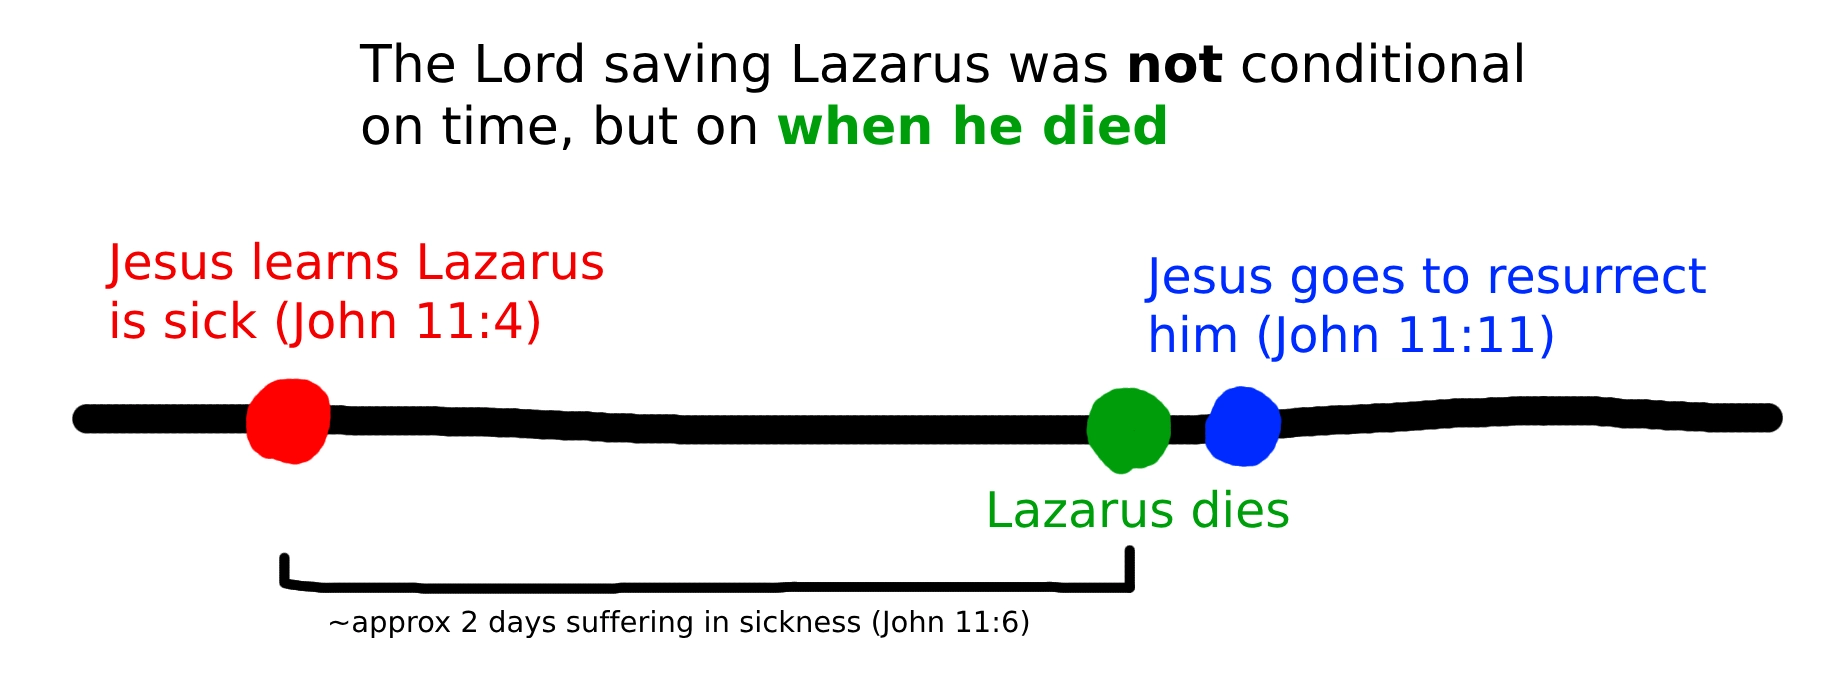 The Lord saving Lazarus was not conditional
on time, but on when he died
Jesus learns Lazarus
is sick (John 11:4)
Jesus goes to resurrect
him (John 11:11)
Lazarus dies
~approx 2 days suffering in sickness (John 11:6)